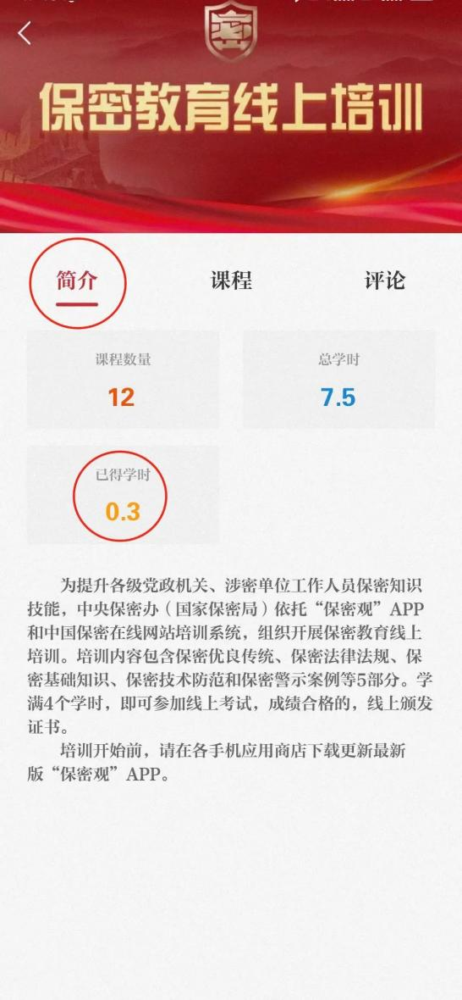 保密教育线上培训
简介 课程 评论
课程数量 总学时
12 7.5
已得学时
0.3
为提升各级党政机关、涉密单位工作人员保密知识
技能，中央保密办（国家保密局）依托“保密观”APP
和中国保密在线网站培训系统，组织开展保密教育线上
培训。培训内容包含保密优良传统、保密法律法规、保
密基础知识、保密技术防范和保密警示案例等5部分。学
满4个学时，即可参加线上考试，成绩合格的，线上颁发
证书。
培训开始前，请在各手机应用商店下载更新最新
版“保密观”APP。